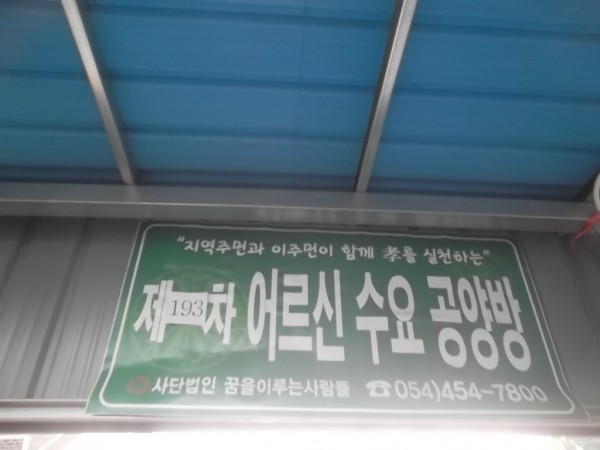 "지역주민과 이주민이 함께 孝를 실천하는"
제193차 어르신 수요 공양방
사단법인 꿈을이루는사람들 ☎054)454-7800